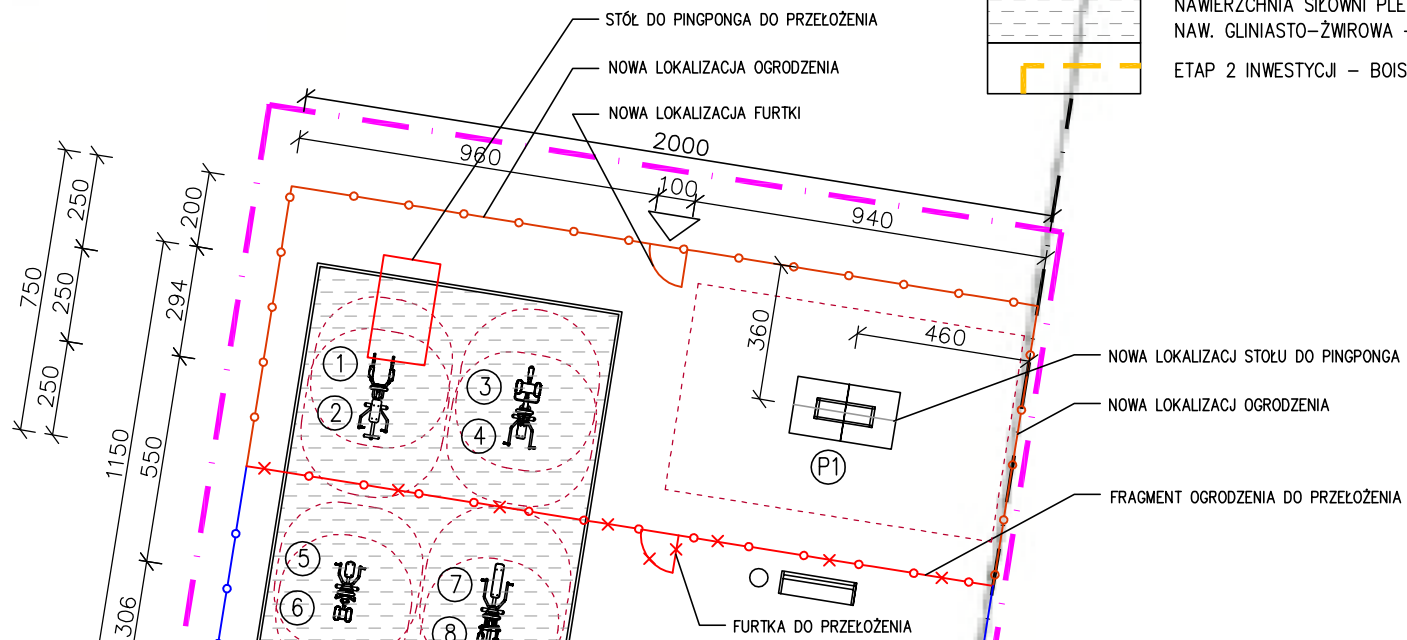 NAWIERZCHNIA SIŁOWNI PLE
NAW. GLINIASTO-ŻWIROWA -
ETAP 2 INWESTYCJI - BOIS
STÓŁ DO PINGPONGA DO PRZEŁOŻENIA
NOWA LOKALIZACJA OGRODZENIA
NOWA LOKALIZACJA FURTKI
2000
960
100
940
250
200
750
250
294
250
1150
550
306
360
460
1
2
3
4
P1
5
6
7
8
NOWA LOKALIZACJ STOŁU DO PINGPONGA
NOWA LOKALIZACJ OGRODZENIA
FRAGMENT OGRODZENIA DO PRZEŁOŻENIA
FURTKA DO PRZEŁOŻENIA